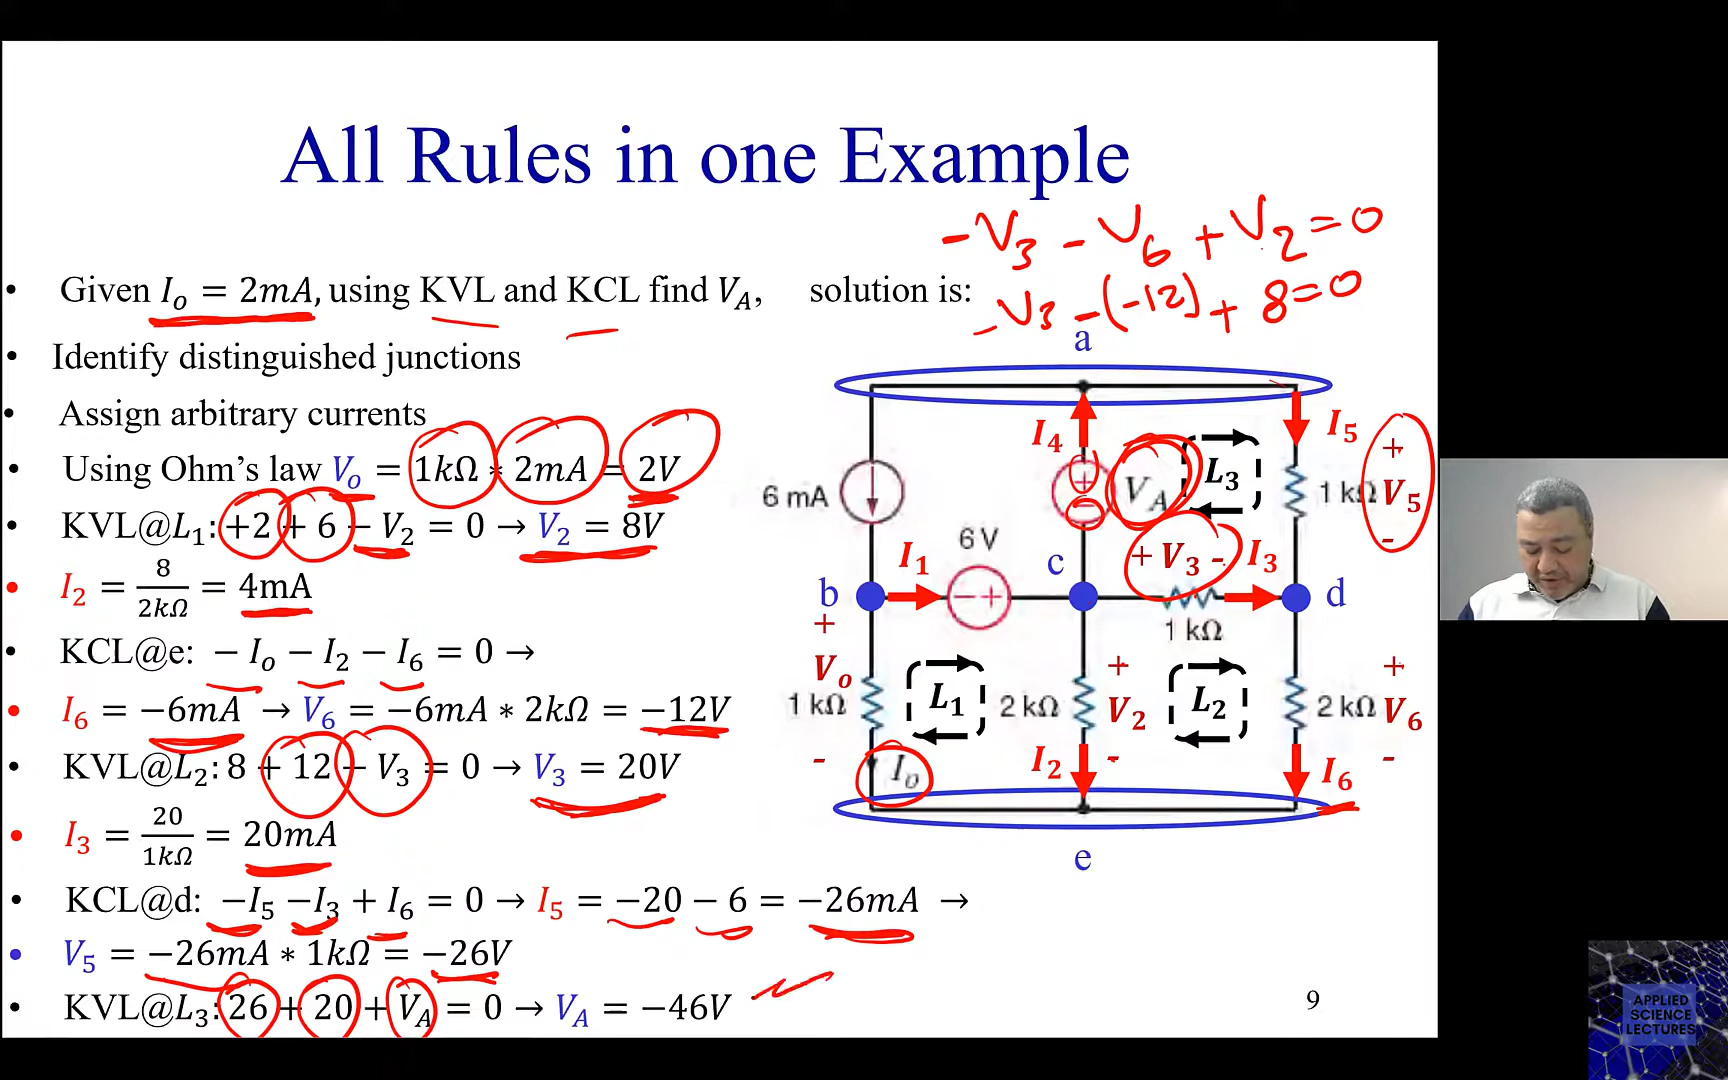 All Rules in one Example
-V₃ - V₆ + V₂ = 0
• Given Iₒ = 2mA, using KVL and KCL find V_A, solution is:
-V₃ - (-12) + 8 = 0
• Identify distinguished junctions
• Assign arbitrary currents
• Using Ohm's law Vₒ = 1kΩ * 2mA = 2V
• KVL@L₁: +2 + 6 - V₂ = 0 → V₂ = 8V
• I₂ = 8/2kΩ = 4mA
• KCL@e: -Iₒ - I₂ - I₆ = 0 →
• I₆ = -6mA → V₆ = -6mA * 2kΩ = -12V
• KVL@L₂: 8 + 12 - V₃ = 0 → V₃ = 20V
• I₃ = 20/1kΩ = 20mA
• KCL@d: -I₅ - I₃ + I₆ = 0 → I₅ = -20 - 6 = -26mA →
• V₅ = -26mA * 1kΩ = -26V
• KVL@L₃: 26 + 20 + V_A = 0 → V_A = -46V
a
I₄
I₅
+
6 mA
+
-
V_A
L₃
1 kΩ
V₅
-
6V
+ V₃ -
I₁
c
I₃
b
- +
d
+
1 kΩ
Vₒ
+
+
1 kΩ
L₁
2 kΩ
V₂
L₂
2 kΩ
V₆
-
Iₒ
I₂
-
I₆
-
e
9
APPLIED
SCIENCE
LECTURES